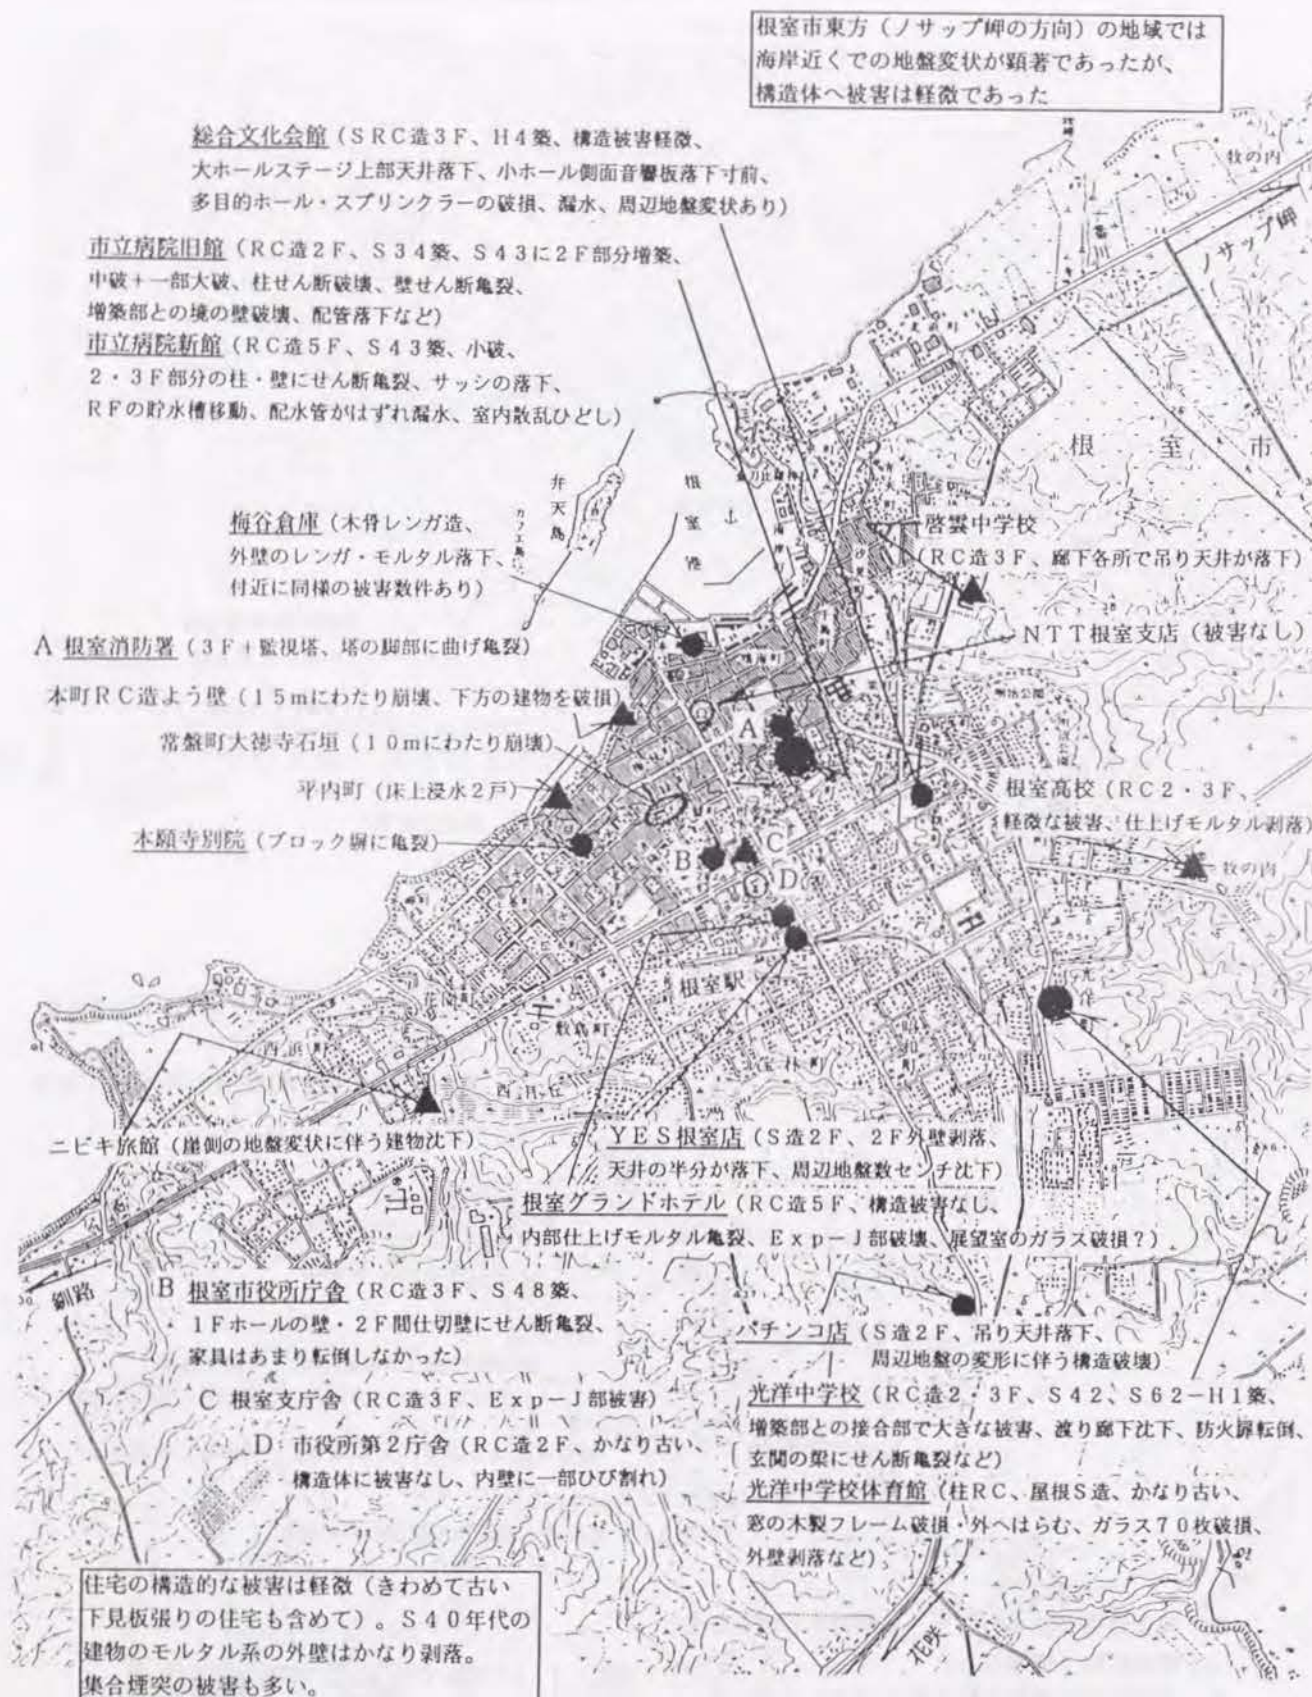 根室市東方（ノサップ岬の方向）の地域では
海岸近くでの地盤変状が顕著であったが、
構造体へ被害は軽微であった
総合文化会館（ＳＲＣ造３Ｆ、Ｈ４築、構造被害軽微、
大ホールステージ上部天井落下、小ホール側面音響板落下寸前、
多目的ホール・スプリンクラーの破損、漏水、周辺地盤変状あり）
牧の内
ノサップ岬
市立病院旧館（ＲＣ造２Ｆ、Ｓ３４築、Ｓ４３に２Ｆ部分増築、
中破＋一部大破、柱せん断破壊、壁せん断亀裂、
増築部との境の壁破壊、配管落下など）
市立病院新館（ＲＣ造５Ｆ、Ｓ４３築、小破、
２・３Ｆ部分の柱・壁にせん断亀裂、サッシの落下、
ＲＦの貯水槽移動、配水管がはずれ漏水、室内散乱ひどし）
根室市
弁天島
根室港
梅谷倉庫（木骨レンガ造、
外壁のレンガ・モルタル落下、
付近に同様の被害数件あり）
啓雲中学校
（ＲＣ造３Ｆ、廊下各所で吊り天井が落下）
ＮＴＴ根室支店（被害なし）
Ａ 根室消防署（３Ｆ＋監視塔、塔の脚部に曲げ亀裂）
本町ＲＣ造よう壁（１５ｍにわたり崩壊、下方の建物を破損）
常盤町大徳寺石垣（１０ｍにわたり崩壊）
平内町（床上浸水２戸）
本願寺別院（ブロック塀に亀裂）
Ａ
Ｂ
Ｃ
Ｄ
根室高校（ＲＣ２・３Ｆ、
軽微な被害、仕上げモルタル剥落）
牧の内
根室駅
花園町
敷島町
西浜町
西月ヶ丘
ニビキ旅館（崖側の地盤変状に伴う建物沈下）
ＹＥＳ根室店（Ｓ造２Ｆ、２Ｆ外壁剥落、
天井の半分が落下、周辺地盤数センチ沈下）
根室グランドホテル（ＲＣ造５Ｆ、構造被害なし、
内部仕上げモルタル亀裂、Ｅｘｐ－Ｊ部破壊、展望室のガラス破損？）
釧路
Ｂ 根室市役所庁舎（ＲＣ造３Ｆ、Ｓ４８築、
１Ｆホールの壁・２Ｆ間仕切壁にせん断亀裂、
家具はあまり転倒しなかった）
パチンコ店（Ｓ造２Ｆ、吊り天井落下、
周辺地盤の変形に伴う構造破壊）
Ｃ 根室支庁舎（ＲＣ造３Ｆ、Ｅｘｐ－Ｊ部被害）
Ｄ 市役所第２庁舎（ＲＣ造２Ｆ、かなり古い、
構造体に被害なし、内壁に一部ひび割れ）
光洋中学校（ＲＣ造２・３Ｆ、Ｓ４２、Ｓ６２－Ｈ１築、
増築部との接合部で大きな被害、渡り廊下沈下、防火扉転倒、
玄関の梁にせん断亀裂など）
光洋中学校体育館（柱ＲＣ、屋根Ｓ造、かなり古い、
窓の木製フレーム破損・外へはらむ、ガラス７０枚破損、
外壁剥落など）
花咲
住宅の構造的な被害は軽微（きわめて古い
下見板張りの住宅も含めて）。Ｓ４０年代の
建物のモルタル系の外壁はかなり剥落。
集合煙突の被害も多い。